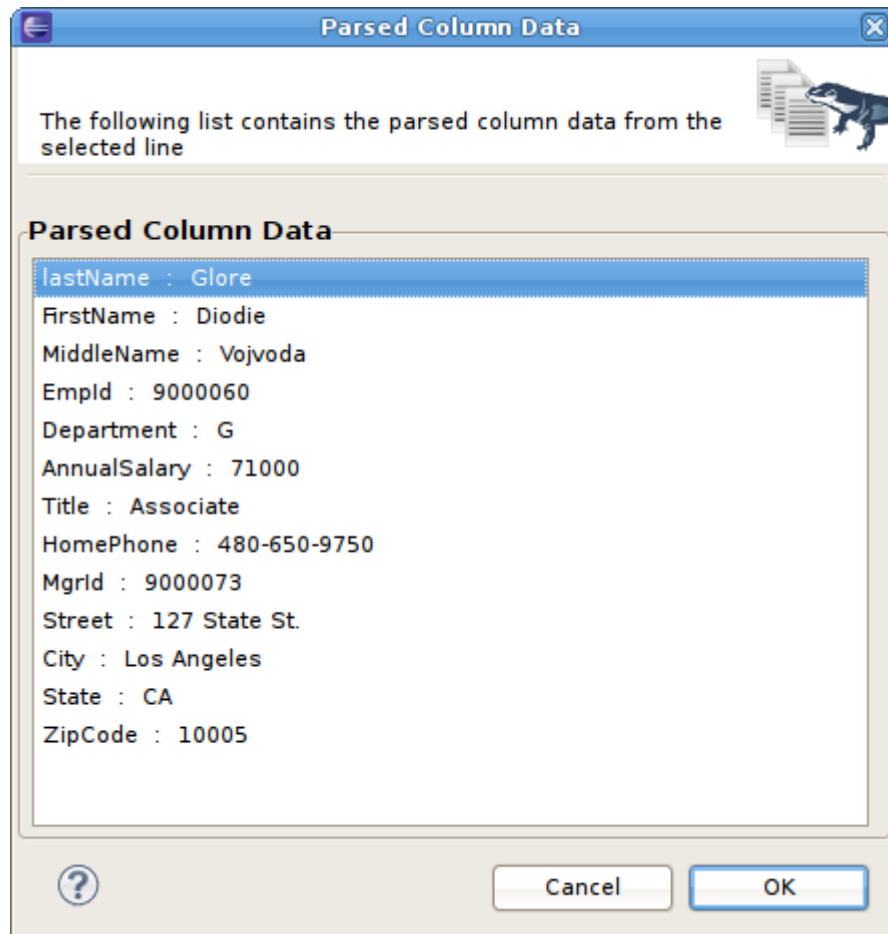 Parsed Column Data
The following list contains the parsed column data from the
selected line
Parsed Column Data
lastName : Glore
FirstName : Diodie
MiddleName : Vojvoda
EmpId : 9000060
Department : G
AnnualSalary : 71000
Title : Associate
HomePhone : 480-650-9750
MgrId : 9000073
Street : 127 State St.
City : Los Angeles
State : CA
ZipCode : 10005
? Cancel OK